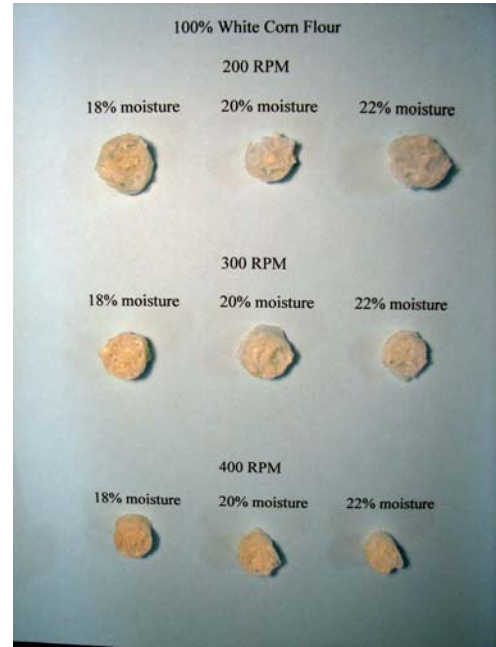 100% White Corn Flour
200 RPM
18% moisture 20% moisture 22% moisture
300 RPM
18% moisture 20% moisture 22% moisture
400 RPM
18% moisture 20% moisture 22% moisture